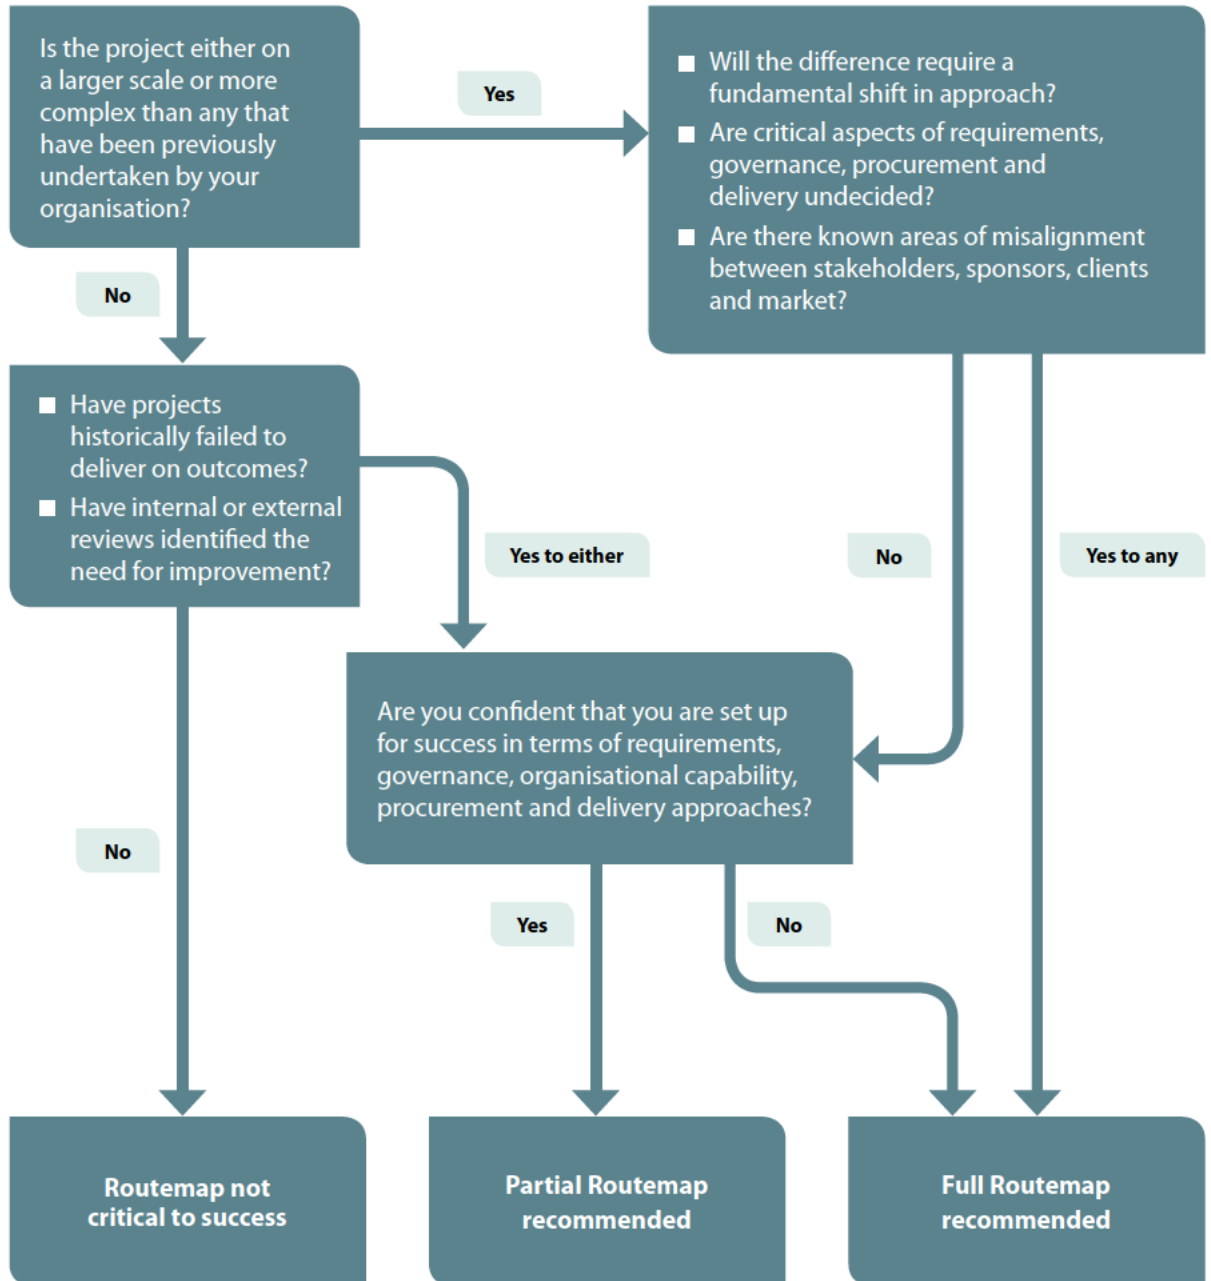 Is the project either on
a larger scale or more
complex than any that
have been previously
undertaken by your
organisation?
Yes
Will the difference require a
fundamental shift in approach?
Are critical aspects of requirements,
governance, procurement and
delivery undecided?
Are there known areas of misalignment
between stakeholders, sponsors, clients
and market?
No
Have projects
historically failed to
deliver on outcomes?
Have internal or external
reviews identified the
need for improvement?
Yes to either
No
Yes to any
Are you confident that you are set up
for success in terms of requirements,
governance, organisational capability,
procurement and delivery approaches?
No
Yes
No
Routemap not
critical to success
Partial Routemap
recommended
Full Routemap
recommended